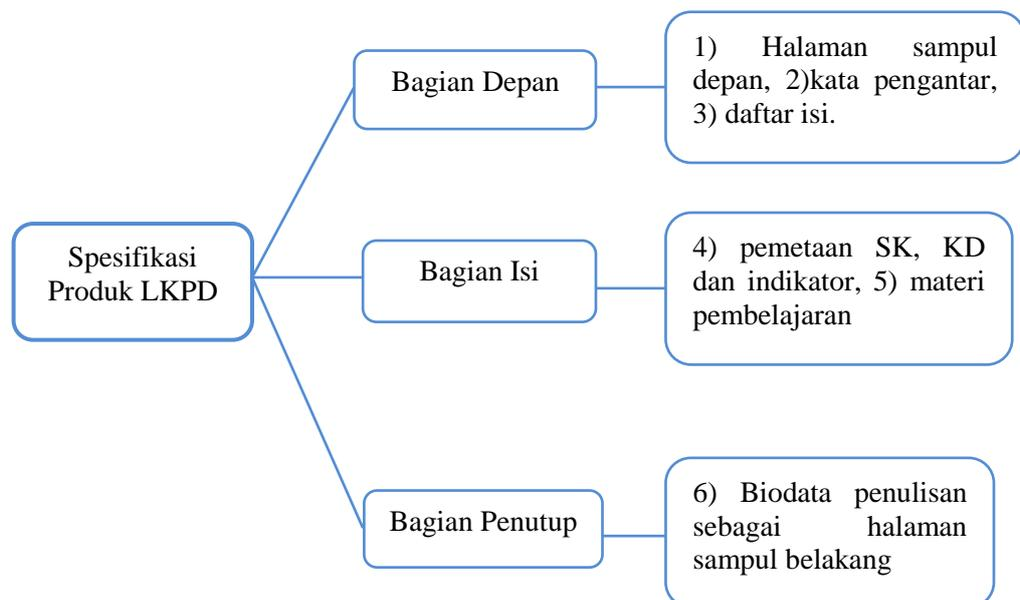 Spesifikasi
Produk LKPD
Bagian Depan
1) Halaman sampul
depan, 2)kata pengantar,
3) daftar isi.
Bagian Isi
4) pemetaan SK, KD
dan indikator, 5) materi
pembelajaran
Bagian Penutup
6) Biodata penulisan
sebagai halaman
sampul belakang